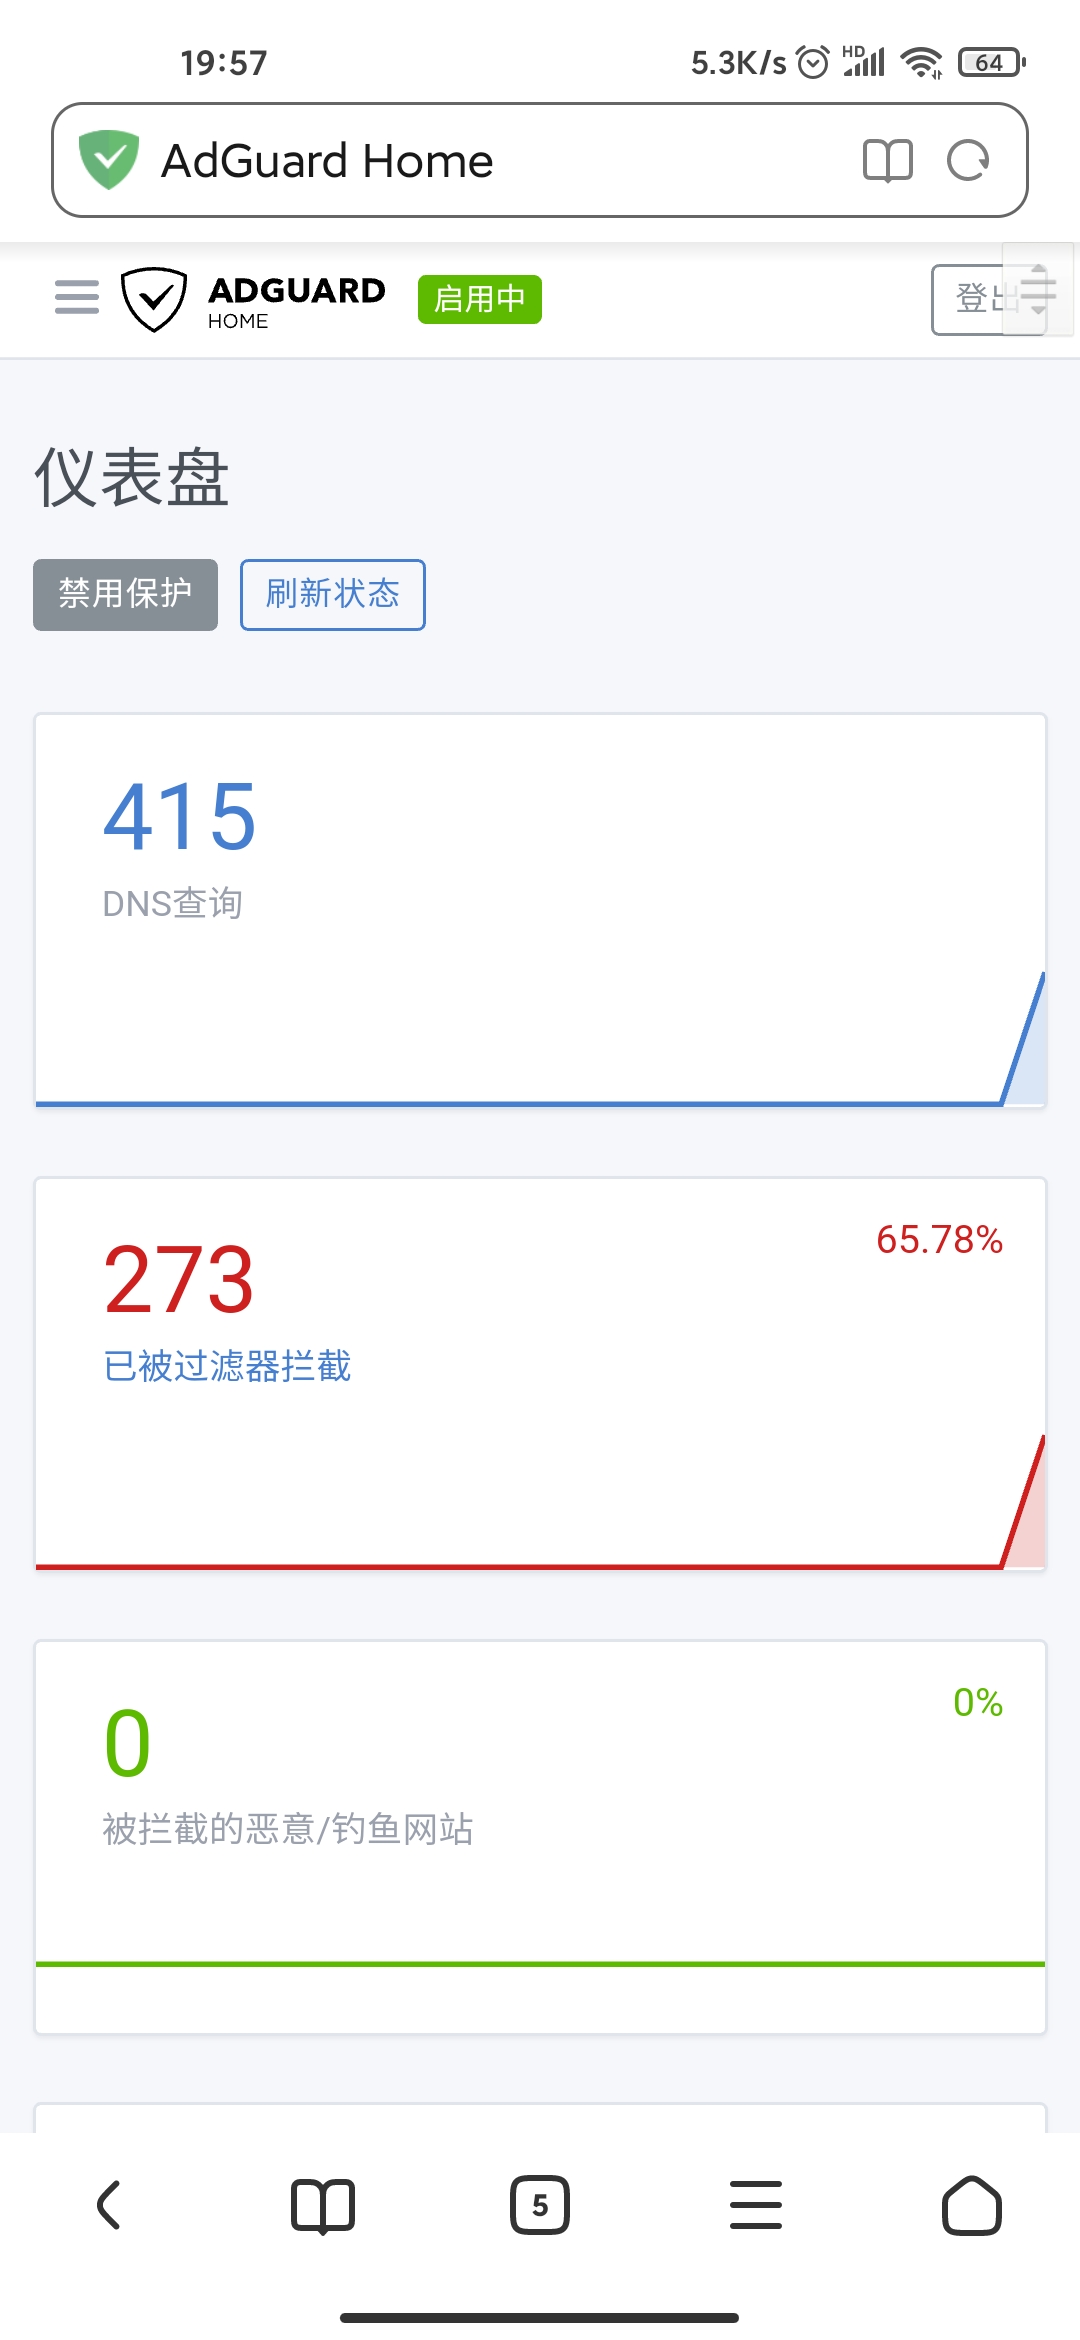 19:57
5.3K/s
HD
64
AdGuard Home
ADGUARD
HOME
启用中
登出
仪表盘
禁用保护
刷新状态
415
DNS查询
273
65.78%
已被过滤器拦截
0
0%
被拦截的恶意/钓鱼网站
5